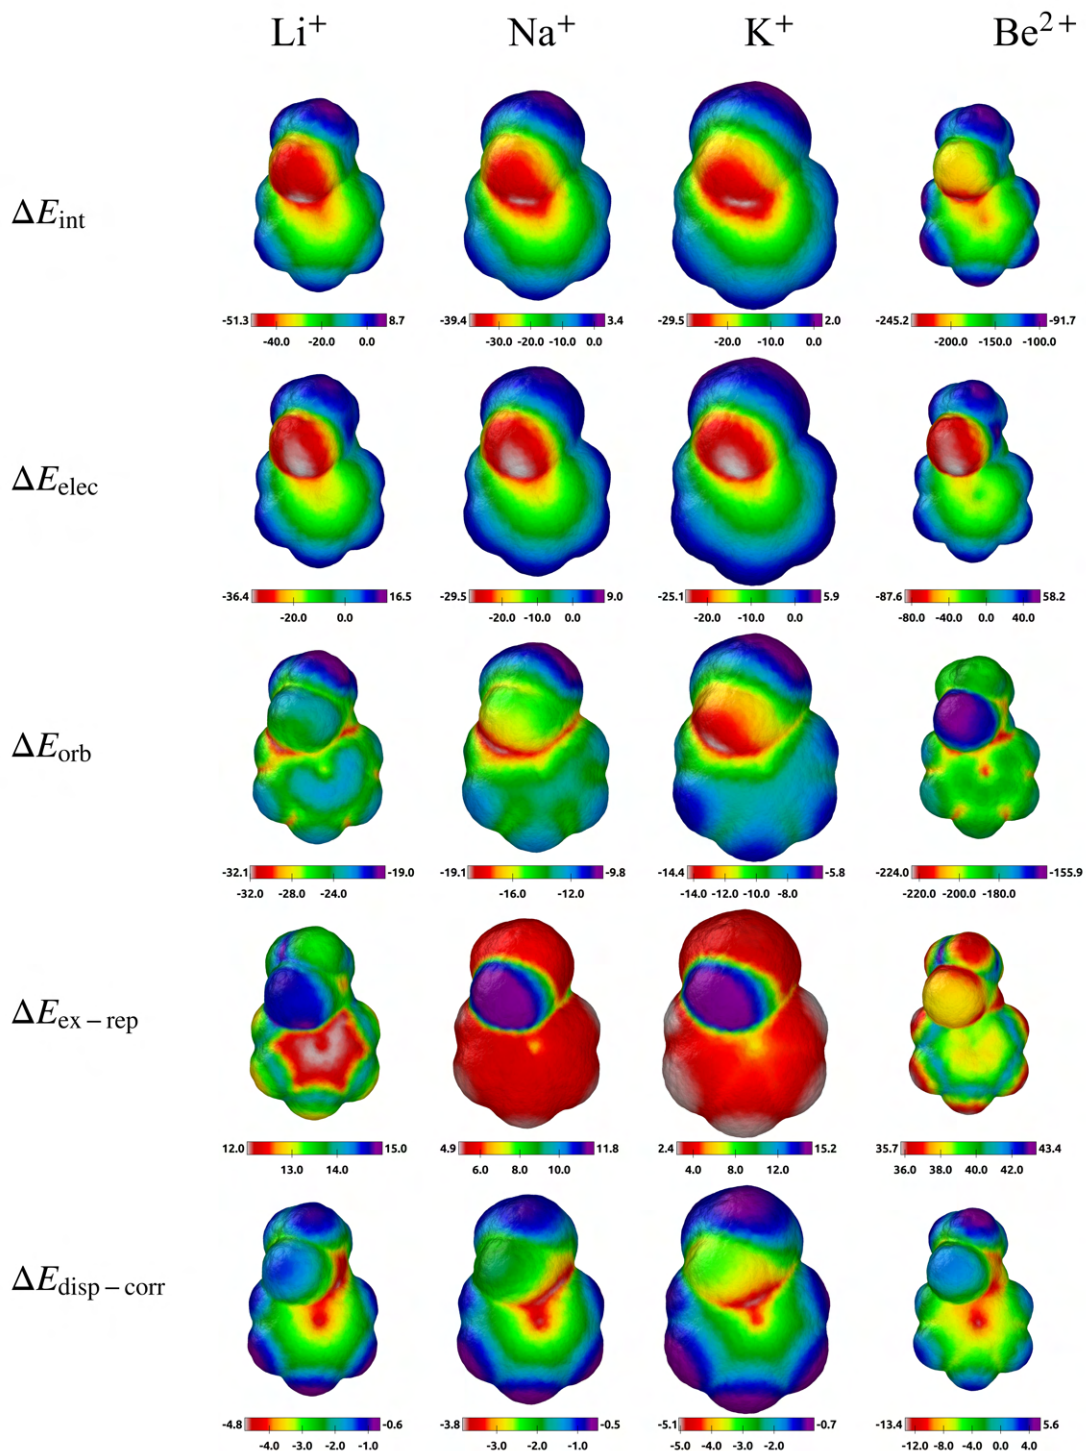 Li+ Na+ K+ Be2+
ΔEint
-51.3 8.7 -39.4 3.4 -29.5 2.0 -245.2 -91.7
-40.0 -20.0 0.0 -30.0 -20.0 -10.0 0.0 -20.0 -10.0 0.0 -200.0 -150.0 -100.0
ΔEelec
-36.4 16.5 -29.5 9.0 -25.1 5.9 -87.6 58.2
-20.0 0.0 -20.0 -10.0 0.0 -20.0 -10.0 0.0 -80.0 -40.0 0.0 40.0
ΔEorb
-32.1 -19.0 -19.1 -9.8 -14.4 -5.8 -224.0 -155.9
-32.0 -28.0 -24.0 -16.0 -12.0 -14.0 -12.0 -10.0 -8.0 -220.0 -200.0 -180.0
ΔEex−rep
12.0 15.0 4.9 11.8 2.4 15.2 35.7 43.4
13.0 14.0 6.0 8.0 10.0 4.0 8.0 12.0 36.0 38.0 40.0 42.0
ΔEdisp−corr
-4.8 -0.6 -3.8 -0.5 -5.1 -0.7 -13.4 5.6
-4.0 -3.0 -2.0 -1.0 -3.0 -2.0 -1.0 -5.0 -4.0 -3.0 -2.0 -12.0 -8.0 -4.0 0.0 4.0